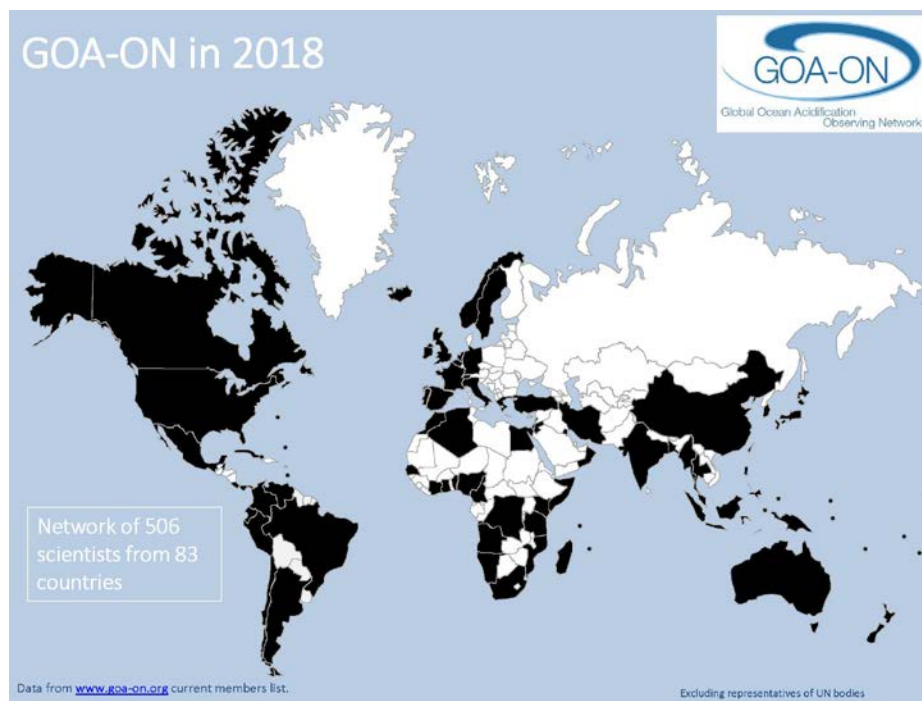 GOA-ON in 2018
GOA-ON
Global Ocean Acidification
Observing Network
Network of 506
scientists from 83
countries
Data from www.goa-on.org current members list.
Excluding representatives of UN bodies